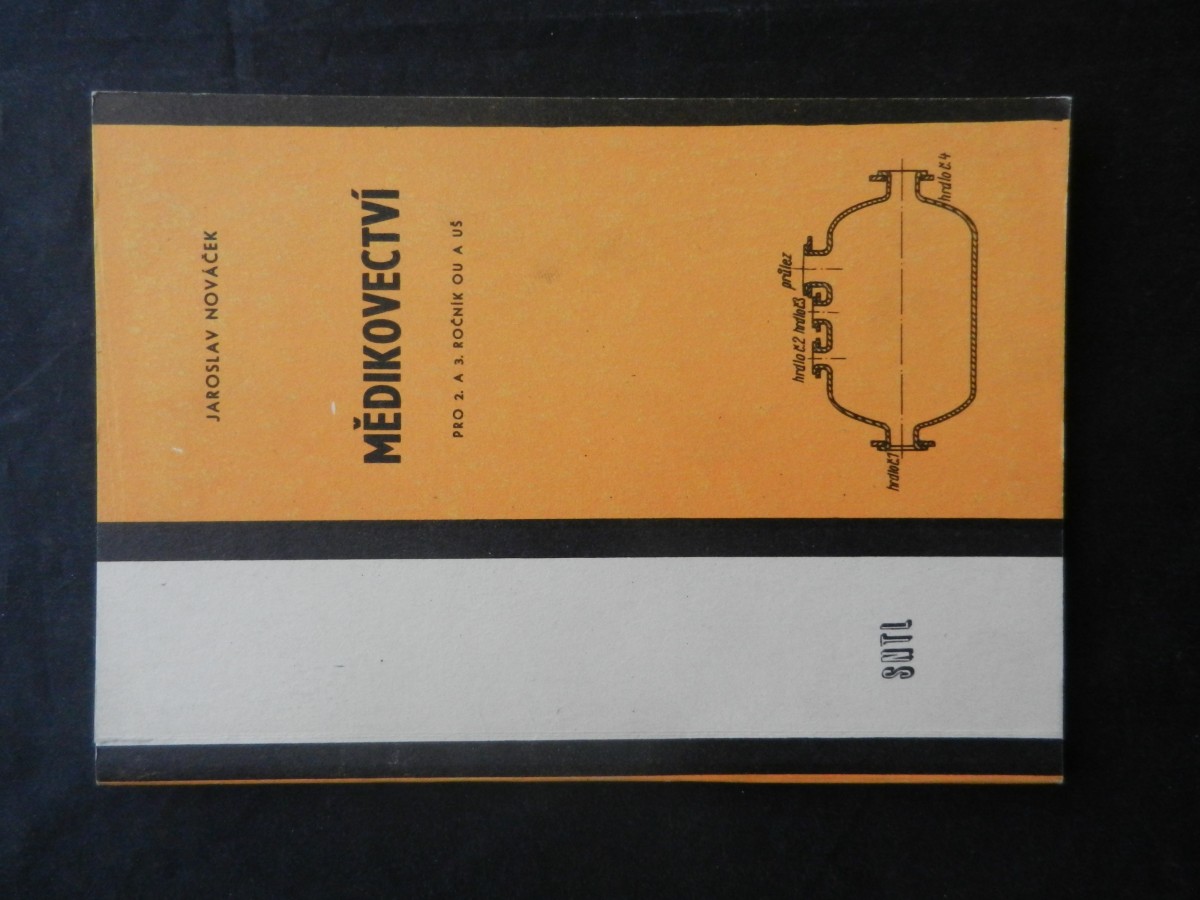 JAROSLAV NOVÁČEK
MĚDIKOVECTVÍ
PRO 2. A 3. ROČNÍK OU A UŠ
hrdlo č.2 hrdlo č.3 průlez
hrdlo č.1
hrdlo č.4
SNTL